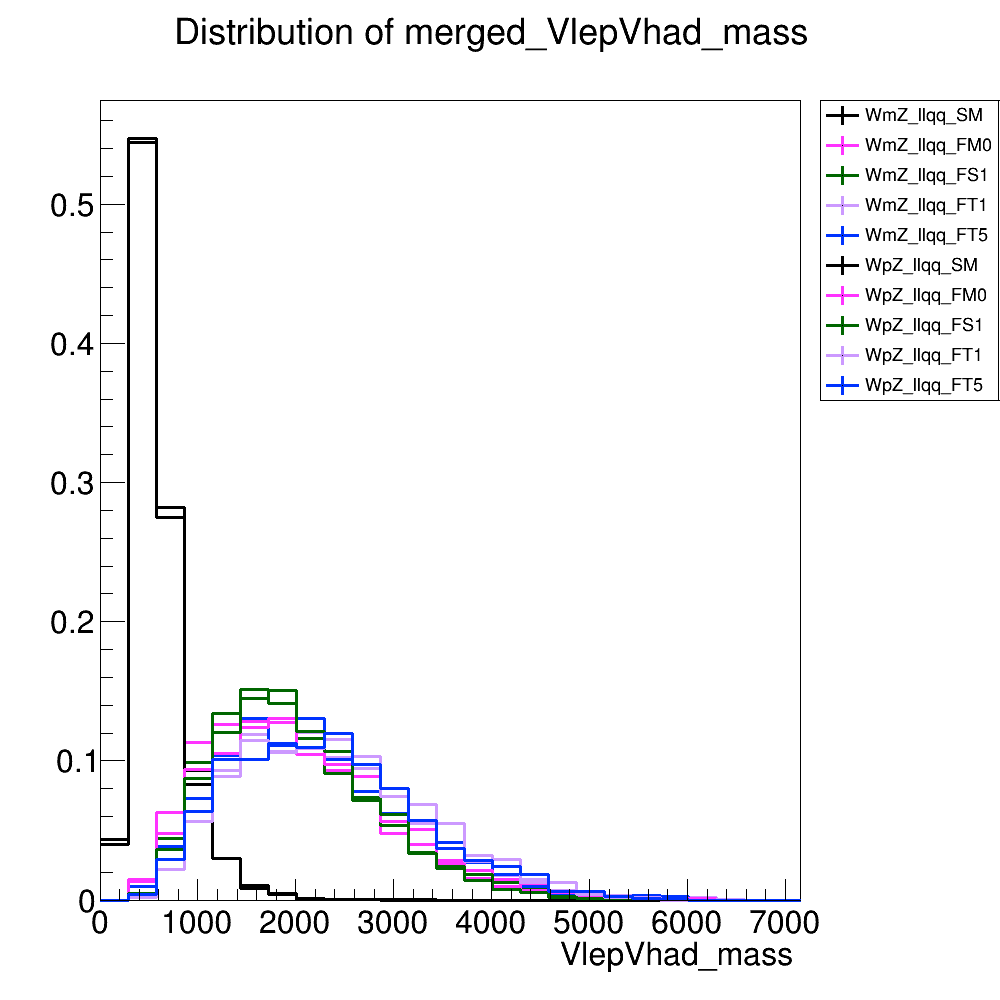 Distribution of merged_VlepVhad_mass
WmZ_llqq_SM
WmZ_llqq_FM0
WmZ_llqq_FS1
WmZ_llqq_FT1
WmZ_llqq_FT5
WpZ_llqq_SM
WpZ_llqq_FM0
WpZ_llqq_FS1
WpZ_llqq_FT1
WpZ_llqq_FT5
0.5
0.4
0.3
0.2
0.1
0
0 1000 2000 3000 4000 5000 6000 7000
VlepVhad_mass